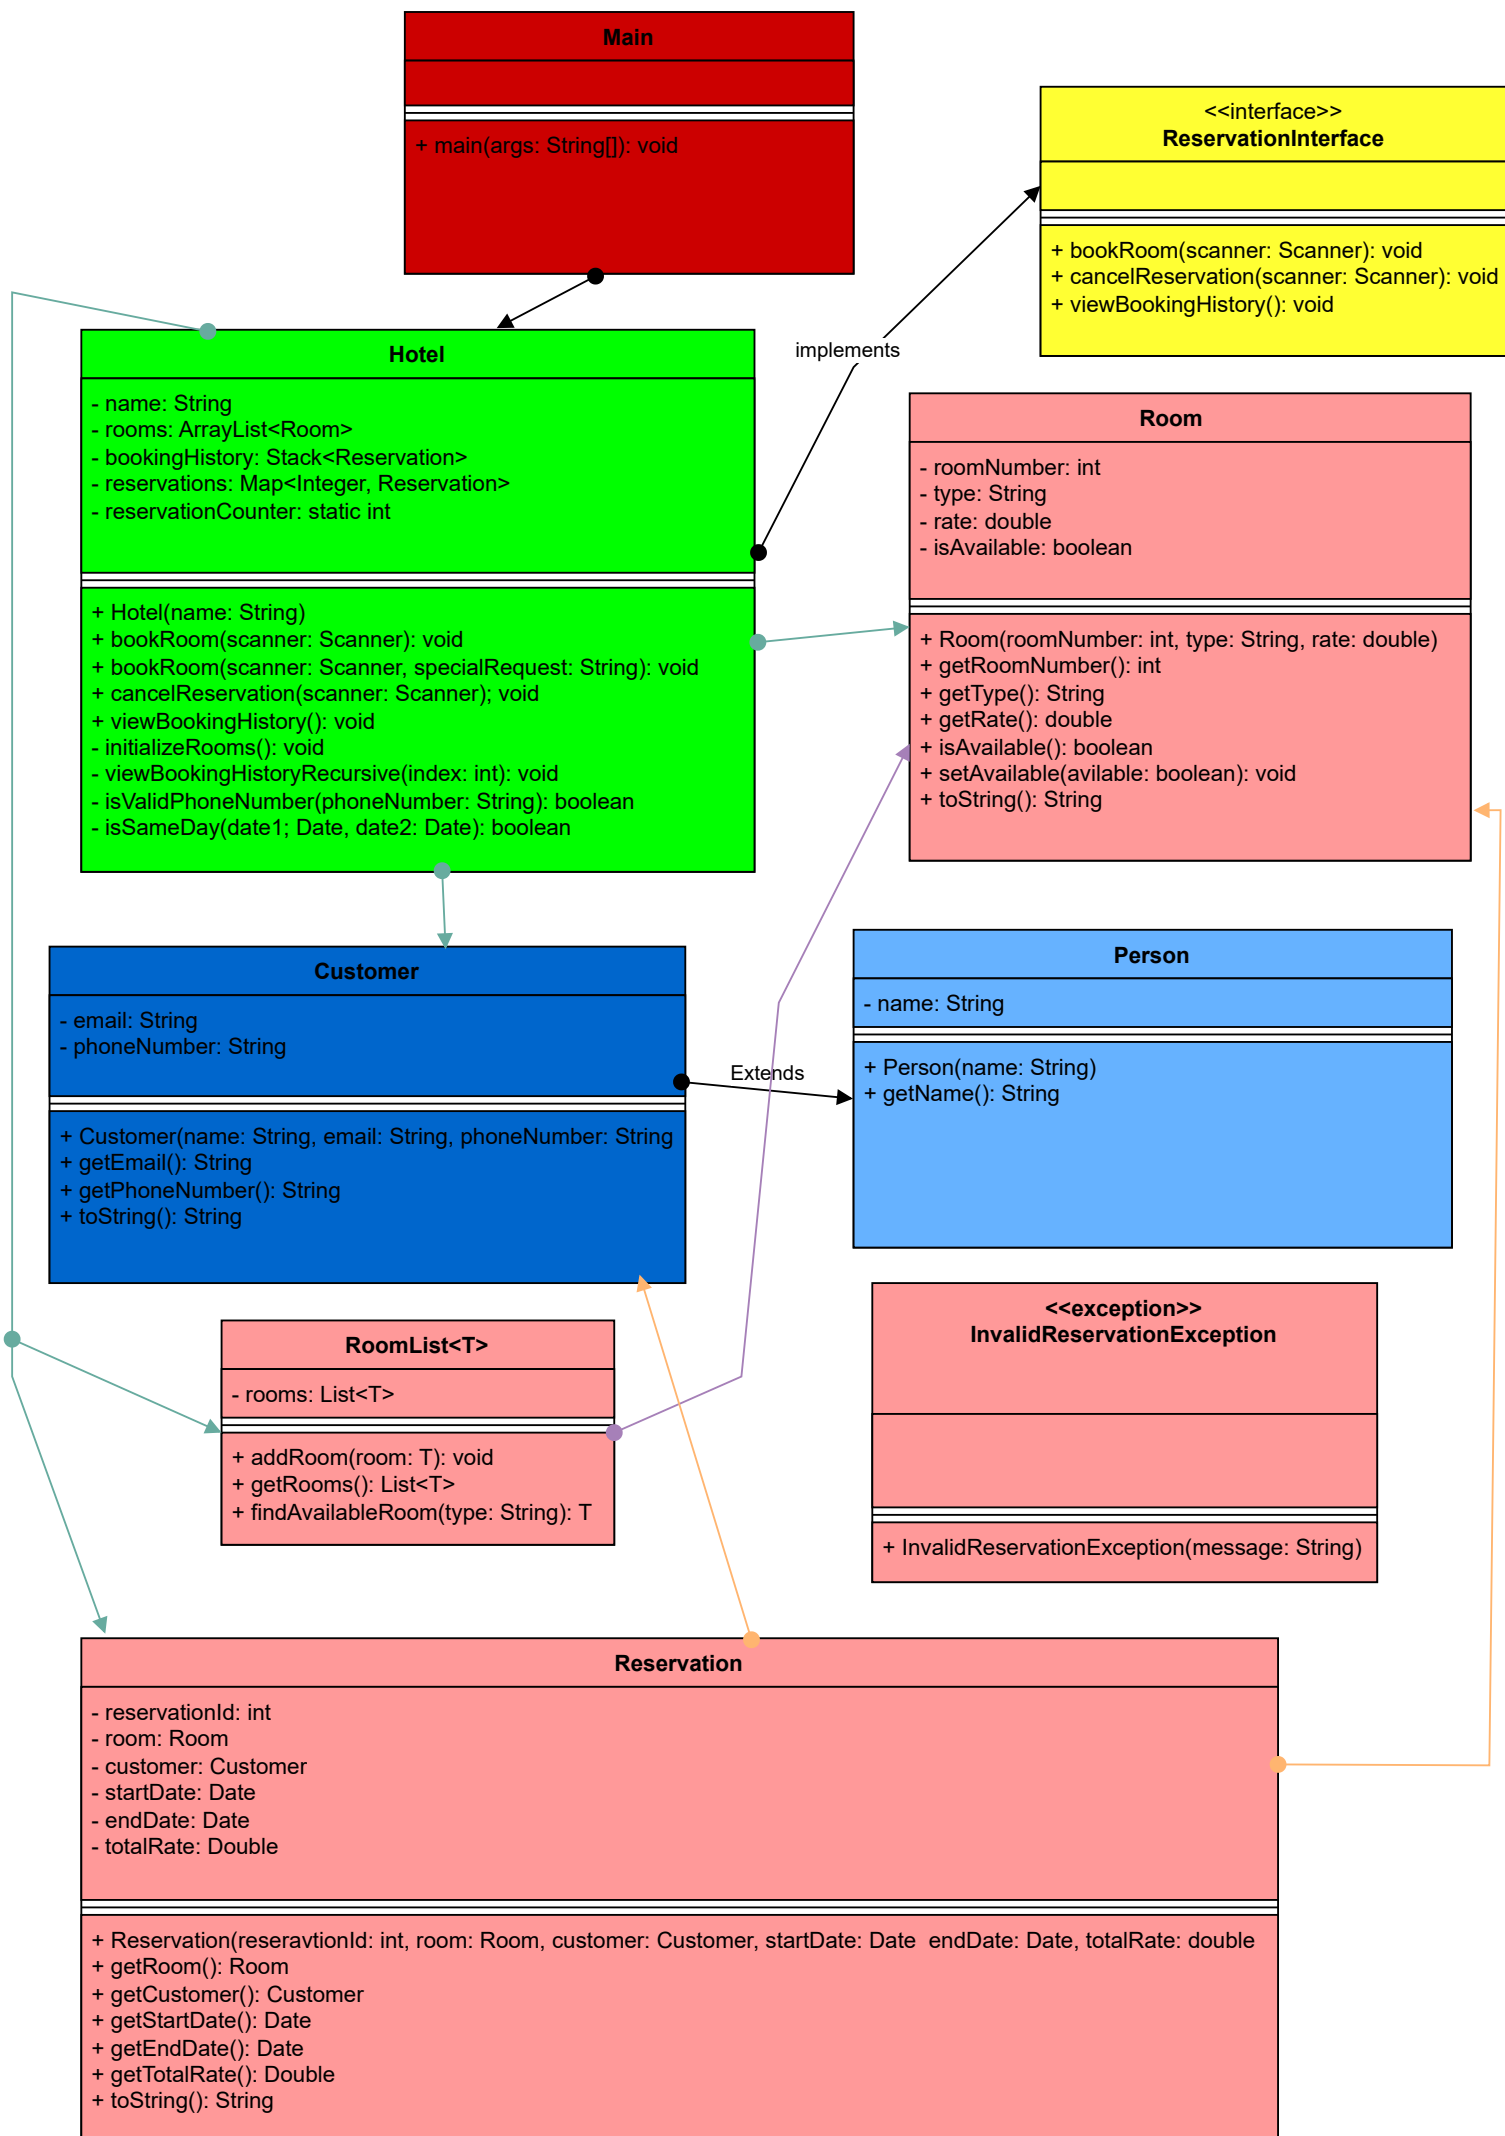 Main
+ main(args: String[]): void
<<interface>>
ReservationInterface
+ bookRoom(scanner: Scanner): void
+ cancelReservation(scanner: Scanner): void
+ viewBookingHistory(): void
implements
Hotel
- name: String
- rooms: ArrayList<Room>
- bookingHistory: Stack<Reservation>
- reservations: Map<Integer, Reservation>
- reservationCounter: static int
+ Hotel(name: String)
+ bookRoom(scanner: Scanner): void
+ bookRoom(scanner: Scanner, specialRequest: String): void
+ cancelReservation(scanner: Scanner); void
+ viewBookingHistory(): void
- initializeRooms(): void
- viewBookingHistoryRecursive(index: int): void
- isValidPhoneNumber(phoneNumber: String): boolean
- isSameDay(date1; Date, date2: Date): boolean
Room
- roomNumber: int
- type: String
- rate: double
- isAvailable: boolean
+ Room(roomNumber: int, type: String, rate: double)
+ getRoomNumber(): int
+ getType(): String
+ getRate(): double
+ isAvailable(): boolean
+ setAvailable(avilable: boolean): void
+ toString(): String
Customer
- email: String
- phoneNumber: String
+ Customer(name: String, email: String, phoneNumber: String
+ getEmail(): String
+ getPhoneNumber(): String
+ toString(): String
Extends
Person
- name: String
+ Person(name: String)
+ getName(): String
RoomList<T>
- rooms: List<T>
+ addRoom(room: T): void
+ getRooms(): List<T>
+ findAvailableRoom(type: String): T
<<exception>>
InvalidReservationException
+ InvalidReservationException(message: String)
Reservation
- reservationId: int
- room: Room
- customer: Customer
- startDate: Date
- endDate: Date
- totalRate: Double
+ Reservation(reseravtionId: int, room: Room, customer: Customer, startDate: Date  endDate: Date, totalRate: double
+ getRoom(): Room
+ getCustomer(): Customer
+ getStartDate(): Date
+ getEndDate(): Date
+ getTotalRate(): Double
+ toString(): String